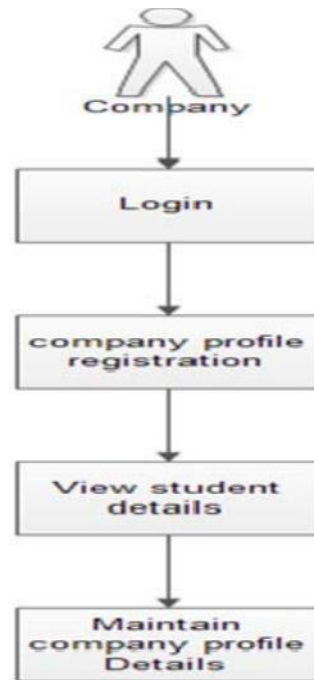 Company
Login
company profile
registration
View student
details
Maintain
company profile
Details